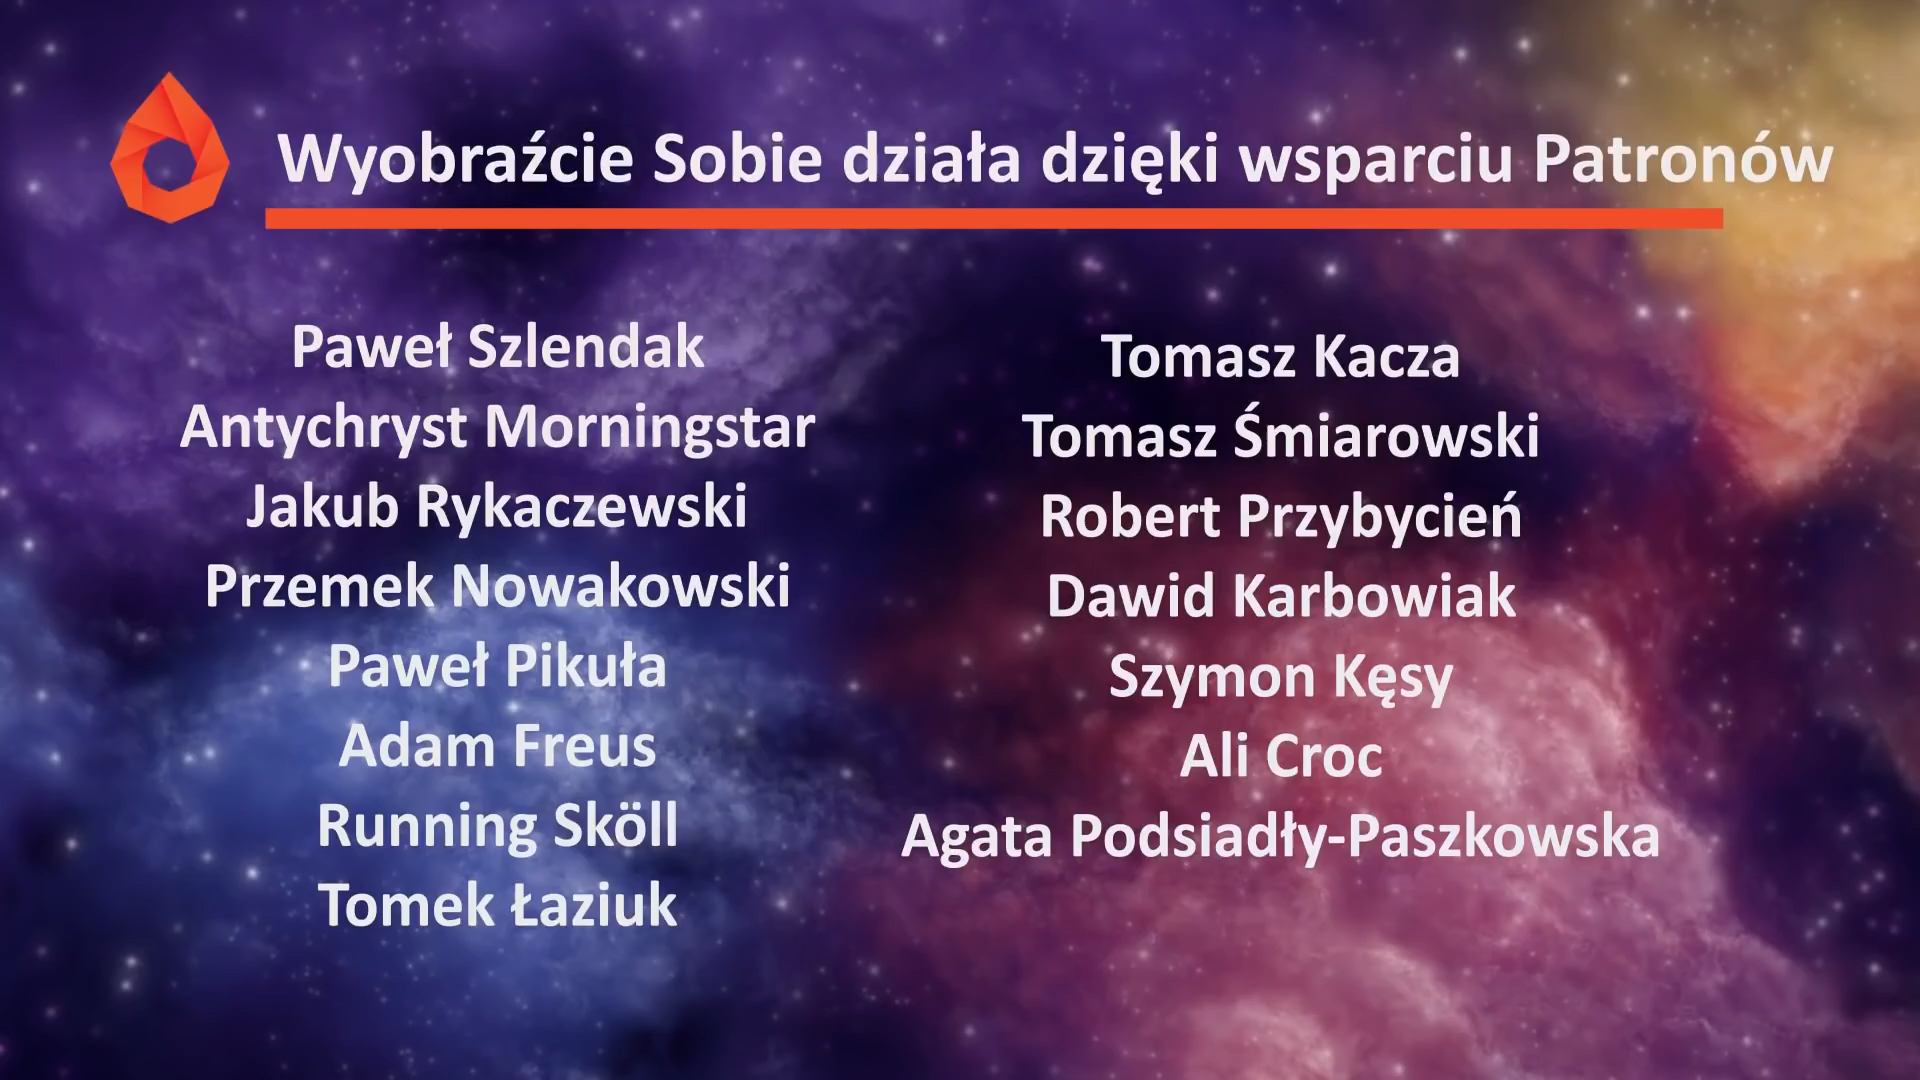 Wyobraźcie Sobie działa dzięki wsparciu Patronów
Paweł Szlendak
Antychryst Morningstar
Jakub Rykaczewski
Przemek Nowakowski
Paweł Pikuła
Adam Freus
Running Sköll
Tomek Łaziuk
Tomasz Kacza
Tomasz Śmiarowski
Robert Przybycień
Dawid Karbowiak
Szymon Kęsy
Ali Croc
Agata Podsiadły-Paszkowska